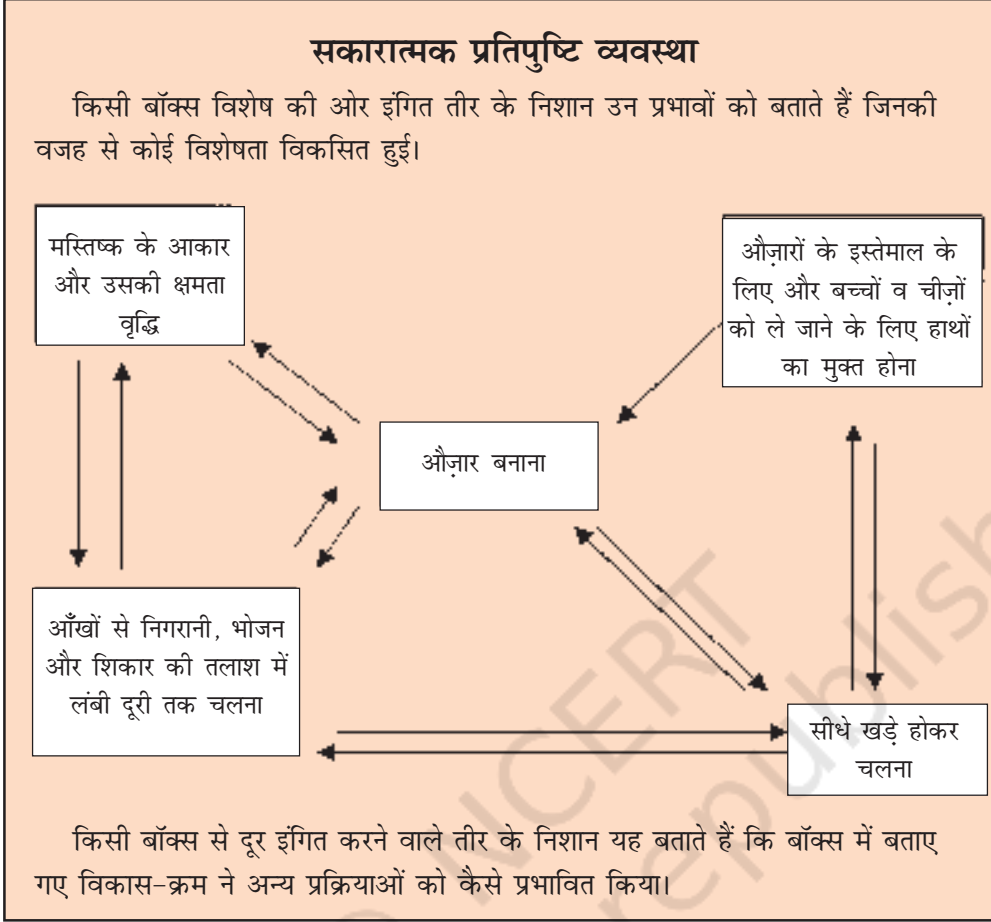 सकारात्मक प्रतिपुष्टि व्यवस्था
किसी बॉक्स विशेष की ओर इंगित तीर के निशान उन प्रभावों को बताते हैं जिनकी
वजह से कोई विशेषता विकसित हुई।
मस्तिष्क के आकार
और उसकी क्षमता
वृद्धि
औज़ारों के इस्तेमाल के
लिए और बच्चों व चीज़ों
को ले जाने के लिए हाथों
का मुक्त होना
औज़ार बनाना
आँखों से निगरानी, भोजन
और शिकार की तलाश में
लंबी दूरी तक चलना
सीधे खड़े होकर
चलना
किसी बॉक्स से दूर इंगित करने वाले तीर के निशान यह बताते हैं कि बॉक्स में बताए
गए विकास-क्रम ने अन्य प्रक्रियाओं को कैसे प्रभावित किया।
NCERT
republish